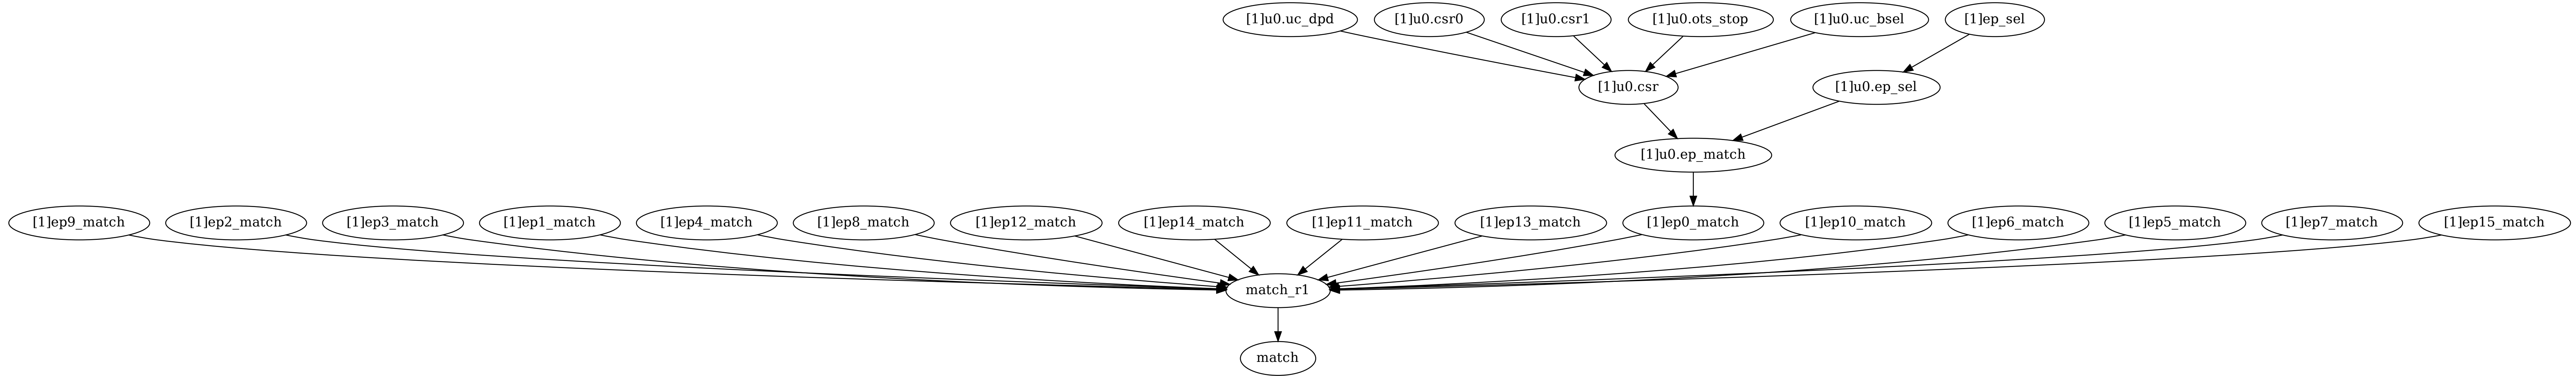 [1]u0.uc_dpd [1]u0.csr0 [1]u0.csr1 [1]u0.ots_stop [1]u0.uc_bsel [1]ep_sel
[1]u0.csr [1]u0.ep_sel
[1]u0.ep_match
[1]ep9_match [1]ep2_match [1]ep3_match [1]ep1_match [1]ep4_match [1]ep8_match [1]ep12_match [1]ep14_match [1]ep11_match [1]ep13_match [1]ep0_match [1]ep10_match [1]ep6_match [1]ep5_match [1]ep7_match [1]ep15_match
match_r1
match